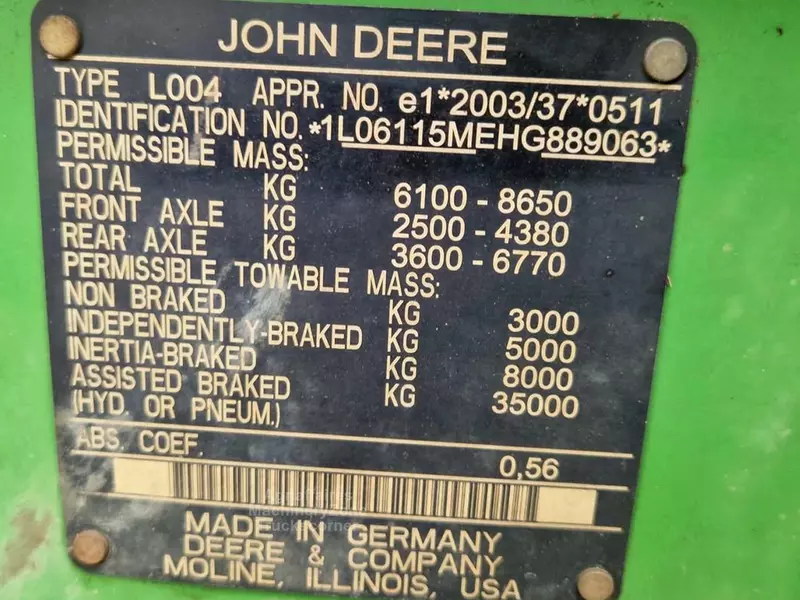 JOHN DEERE
TYPE L004 APPR. NO. e1*2003/37*0511
IDENTIFICATION NO. *1L06115MEHG889063*
PERMISSIBLE MASS:
TOTAL KG 6100 - 8650
FRONT AXLE KG 2500 - 4380
REAR AXLE KG 3600 - 6770
PERMISSIBLE TOWABLE MASS:
NON BRAKED KG 3000
INDEPENDENTLY-BRAKED KG 5000
INERTIA-BRAKED KG 8000
ASSISTED BRAKED KG 35000
(HYD. OR PNEUM.)
ABS. COEF. 0,56
MADE IN GERMANY
DEERE & COMPANY
MOLINE, ILLINOIS, USA